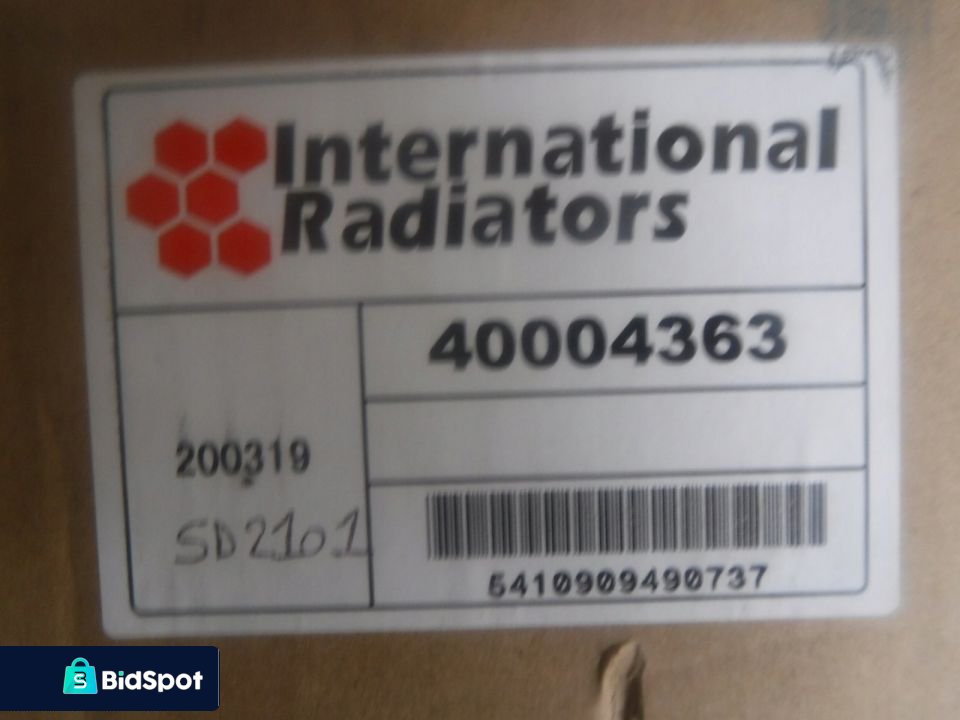 International
Radiators
40004363
200319
SD2101
5410909490737
BidSpot